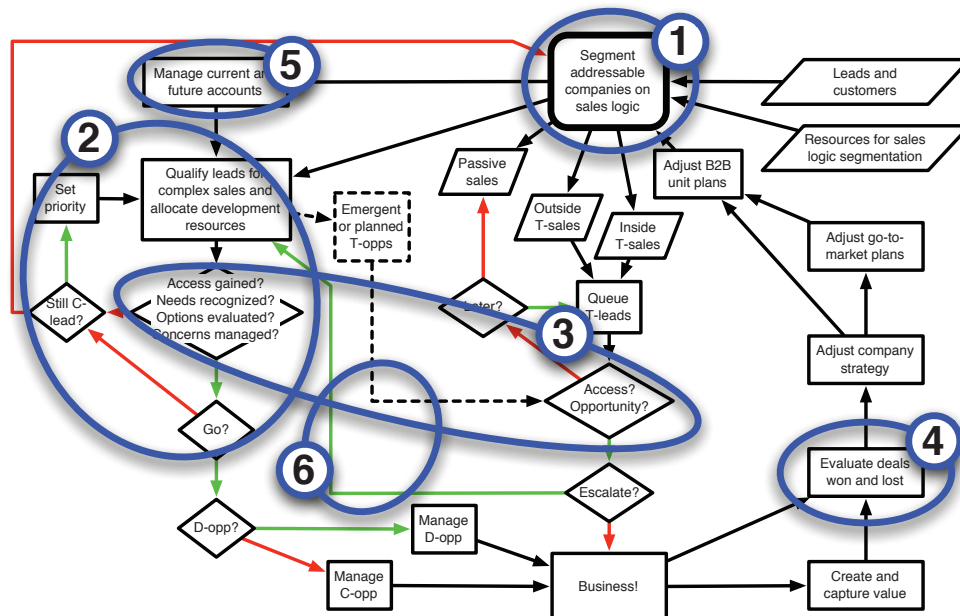 5
1
Segment
addressable
companies on
sales logic
Manage current and
future accounts
Leads and
customers
Resources for sales
logic segmentation
2
Passive
sales
Adjust B2B
unit plans
Set
priority
Qualify leads for
complex sales and
allocate development
resources
Emergent
or planned
T-opps
Outside
T-sales
Inside
T-sales
Adjust go-to-
market plans
Still C-
lead?
Access gained?
Needs recognized?
Options evaluated?
Concerns managed?
Later?
Queue
T-leads
3
Adjust company
strategy
Access?
Opportunity?
Go?
4
Evaluate deals
won and lost
6
Escalate?
D-opp?
Manage
D-opp
Manage
C-opp
Business!
Create and
capture value